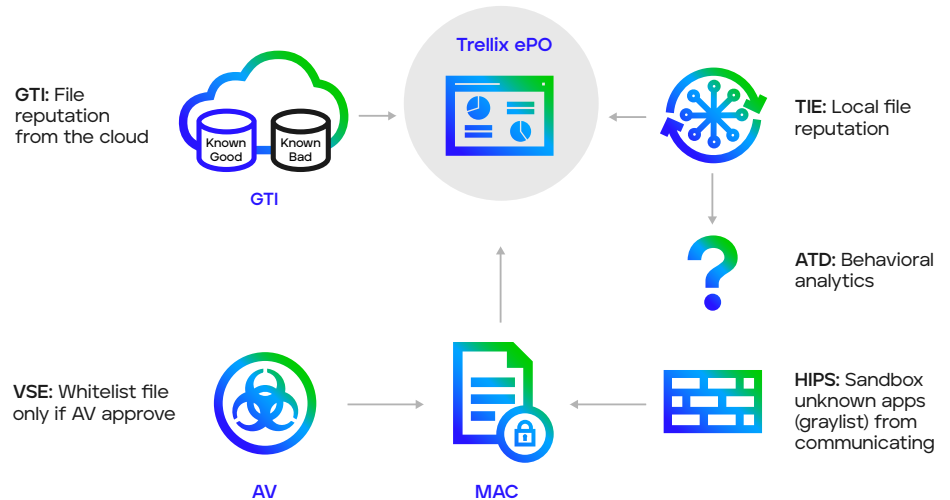 Trellix ePO
GTI: File
reputation
from the cloud
Known
Good
Known
Bad
GTI
TIE: Local file
reputation
ATD: Behavioral
analytics
VSE: Whitelist file
only if AV approve
AV
MAC
HIPS: Sandbox
unknown apps
(graylist) from
communicating